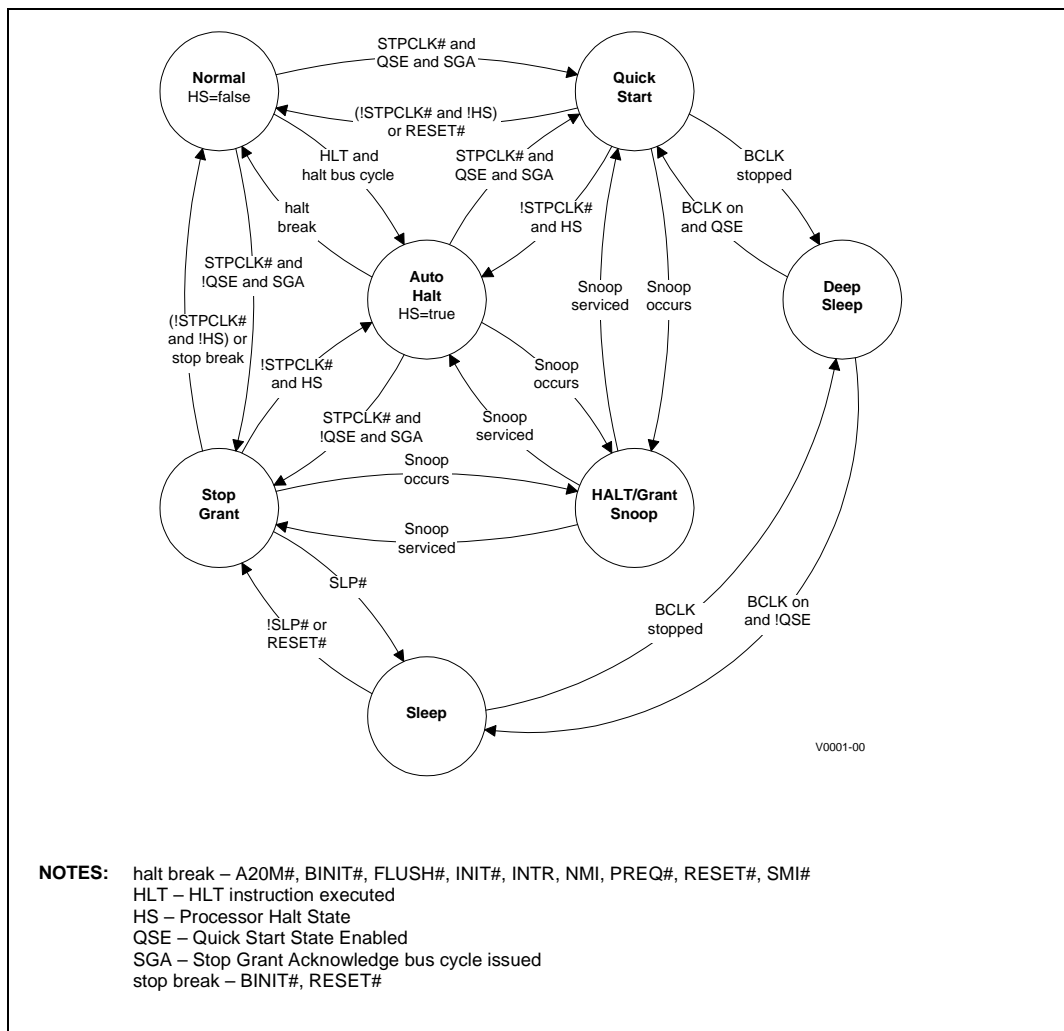 STPCLK# and
QSE and SGA
Normal
HS=false
Quick
Start
(!STPCLK# and !HS)
or RESET#
HLT and
halt bus cycle
STPCLK# and
QSE and SGA
BCLK
stopped
halt
break
!STPCLK#
and HS
BCLK on
and QSE
STPCLK# and
!QSE and SGA
Auto
Halt
HS=true
Snoop
serviced
Snoop
occurs
Deep
Sleep
(!STPCLK#
and !HS) or
stop break
!STPCLK#
and HS
Snoop
occurs
STPCLK# and
!QSE and SGA
Snoop
serviced
Stop
Grant
Snoop
occurs
HALT/Grant
Snoop
Snoop
serviced
SLP#
BCLK
stopped
BCLK on
and !QSE
!SLP# or
RESET#
Sleep
V0001-00
NOTES: halt break – A20M#, BINIT#, FLUSH#, INIT#, INTR, NMI, PREQ#, RESET#, SMI#
HLT – HLT instruction executed
HS – Processor Halt State
QSE – Quick Start State Enabled
SGA – Stop Grant Acknowledge bus cycle issued
stop break – BINIT#, RESET#